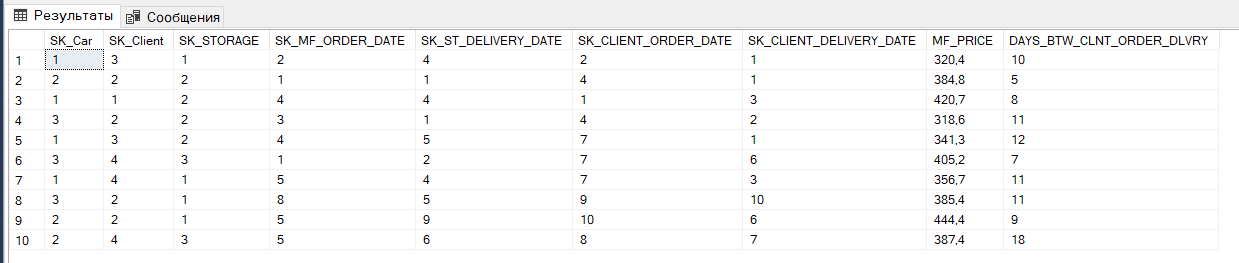 Результаты Сообщения
SK_Car SK_Client SK_STORAGE SK_MF_ORDER_DATE SK_ST_DELIVERY_DATE SK_CLIENT_ORDER_DATE SK_CLIENT_DELIVERY_DATE MF_PRICE DAYS_BTW_CLNT_ORDER_DLVRY
1 1 3 1 2 4 2 1 320,4 10
2 2 2 2 1 1 4 1 384,8 5
3 1 1 2 4 4 1 3 420,7 8
4 3 2 2 3 1 4 2 318,6 11
5 1 3 2 4 5 7 1 341,3 12
6 3 4 3 1 2 7 6 405,2 7
7 1 4 1 5 4 7 3 356,7 11
8 3 2 1 8 5 9 10 385,4 11
9 2 2 1 5 9 10 6 444,4 9
10 2 4 3 5 6 8 7 387,4 18